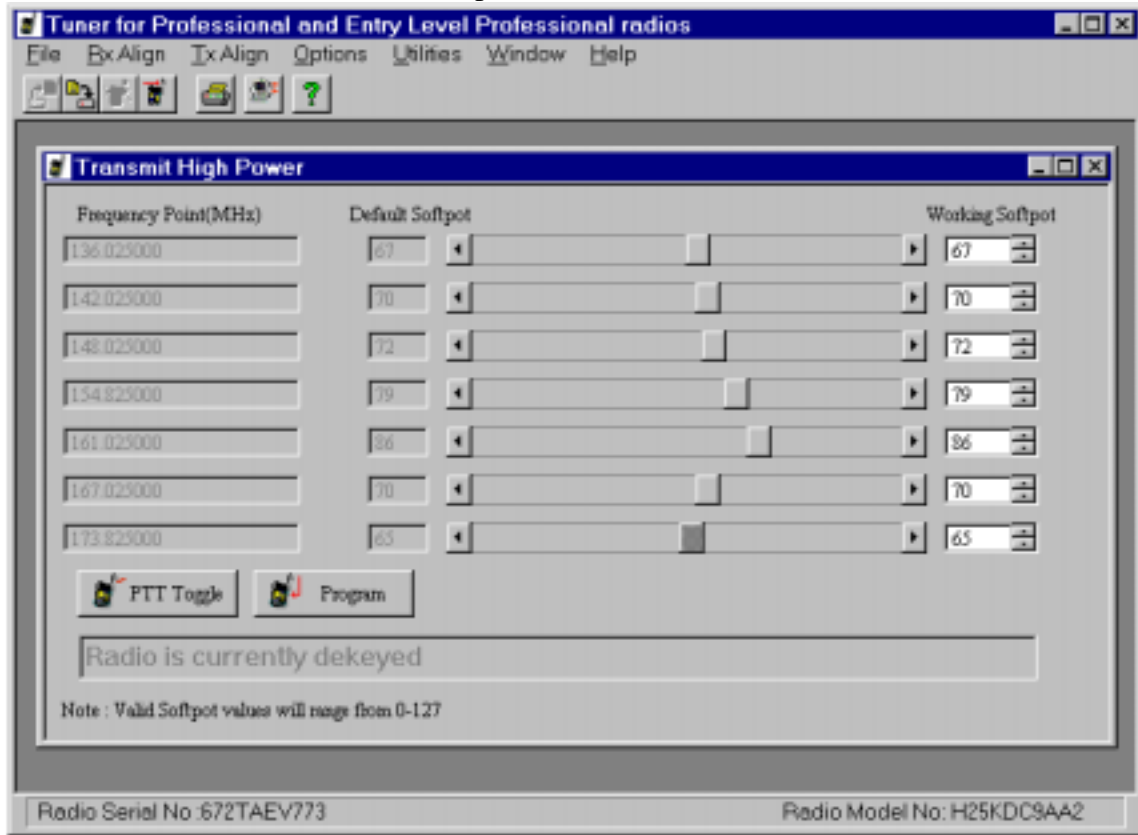 Tuner for Professional and Entry Level Professional radios
File Rx Align Tx Align Options Utilities Window Help
Transmit High Power
Frequency Point(MHz) Default Softpot Working Softpot
136.025000 67 67
142.025000 70 70
148.025000 72 72
154.825000 79 79
161.025000 86 86
167.025000 70 70
173.825000 65 65
PTT Toggle Program
Radio is currently dekeyed
Note : Valid Softpot values will range from 0-127
Radio Serial No :672TAEV773 Radio Model No: H25KDC9AA2